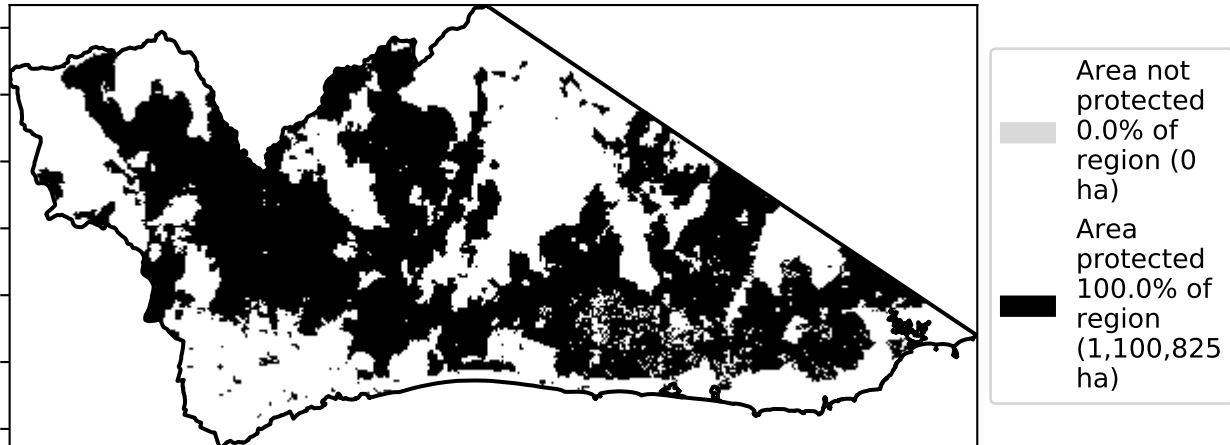 Area not
protected
0.0% of
region (0
ha)
Area
protected
100.0% of
region
(1,100,825
ha)